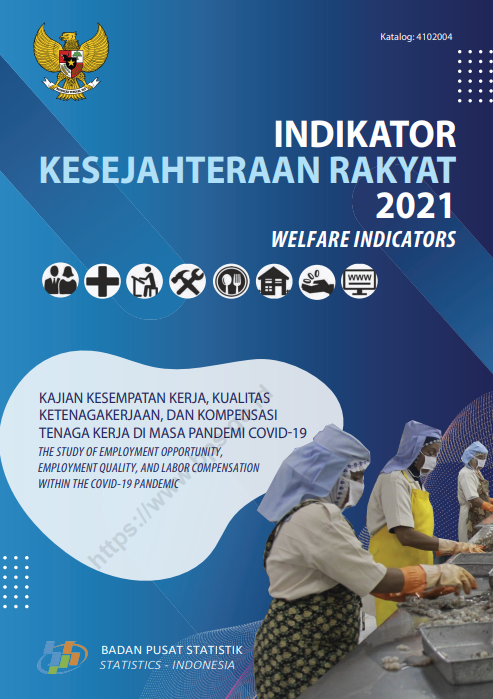 Katalog: 4102004
INDIKATOR
KESEJAHTERAAN RAKYAT
2021
WELFARE INDICATORS
WWW
KAJIAN KESEMPATAN KERJA, KUALITAS
KETENAGAKERJAAN, DAN KOMPENSASI
TENAGA KERJA DI MASA PANDEMI COVID-19
THE STUDY OF EMPLOYMENT OPPORTUNITY,
EMPLOYMENT QUALITY, AND LABOR COMPENSATION
WITHIN THE COVID-19 PANDEMIC
BADAN PUSAT STATISTIK
STATISTICS - INDONESIA